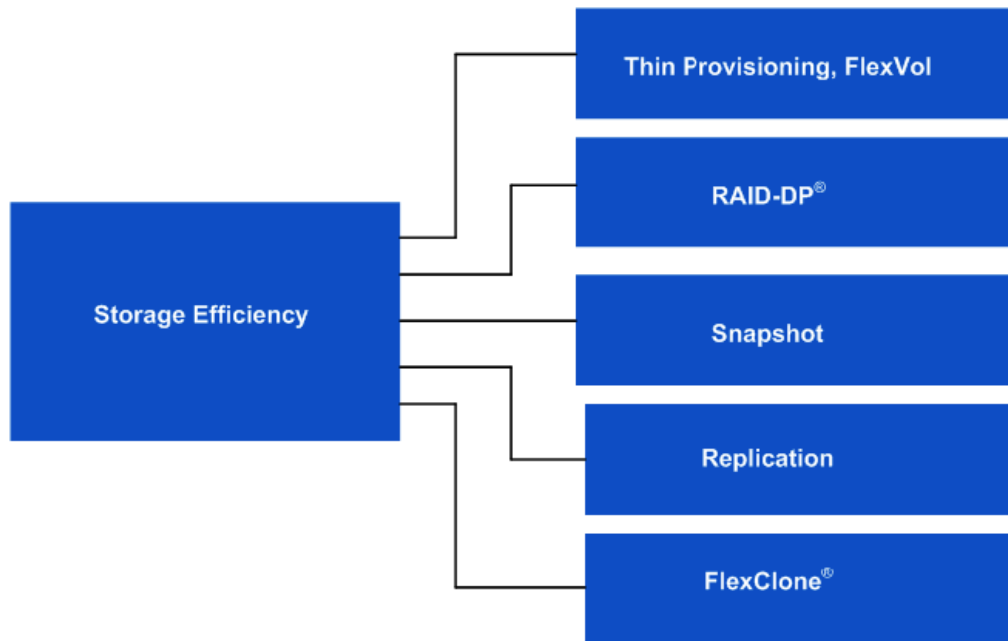 Thin Provisioning, FlexVol
RAID-DP®
Storage Efficiency
Snapshot
Replication
FlexClone®